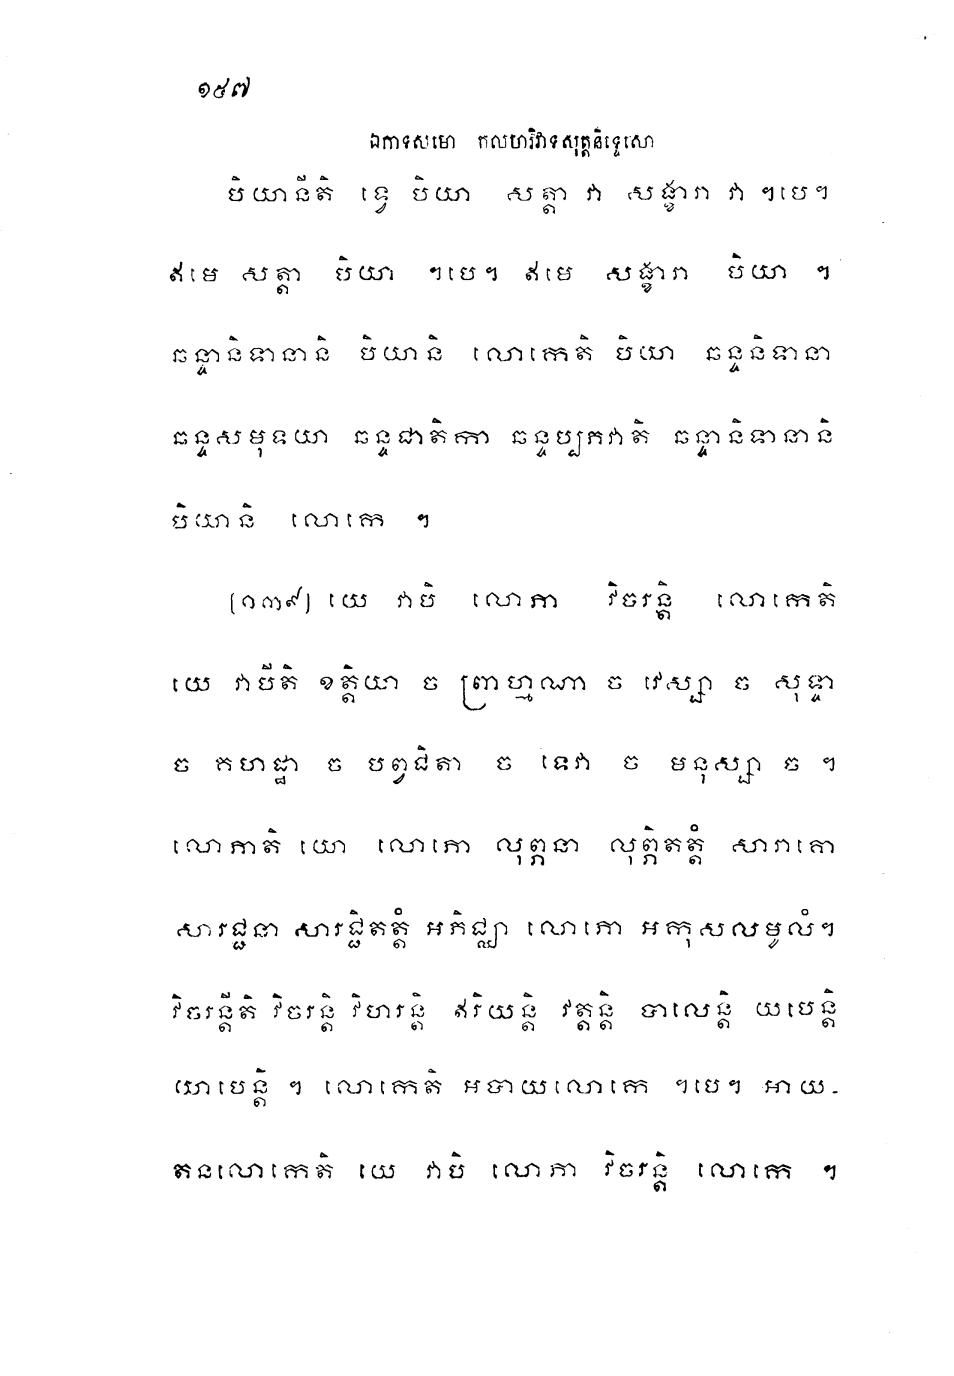 ១៥៧
ឯកាទសមោ កលហវិវាទសុត្តនិទ្ទេសោ
បិយានីតិ ទ្វេ បិយា សត្តា វា សង្ខារា វា ។បេ។
ឥមេ សត្តា បិយា ។បេ។ ឥមេ សង្ខារា បិយា ។
ឆន្ទានិទានានិ បិយានិ លោកេតិ បិយា ឆន្ទនិទានា
ឆន្ទសមុទយា ឆន្ទជាតិកា ឆន្ទប្បភវាតិ ឆន្ទានិទានានិ
បិយានិ លោកេ ។
[១៣៩] យេ វាបិ លោភា វិចរន្តិ លោកេតិ
យេ វាបីតិ ខត្តិយា ច ព្រាហ្មណា ច វេស្សា ច សុទ្ទា
ច គហដ្ឋា ច បព្វជិតា ច ទេវា ច មនុស្សា ច ។
លោភាតិ យោ លោភោ លុព្ភនា លុព្ភិតត្តំ សារាគោ
សារជ្ជនា សារជ្ជិតត្តំ អភិជ្ឈា លោភោ អកុសលមូលំ។
វិចរន្តីតិ វិចរន្តិ វិហរន្តិ ឥរិយន្តិ វត្តន្តិ បាលេន្តិ យបេន្តិ
យាបេន្តិ ។ លោកេតិ អបាយលោកេ ។បេ។ អាយ-
តនលោកេតិ យេ វាបិ លោភា វិចរន្តិ លោកេ ។